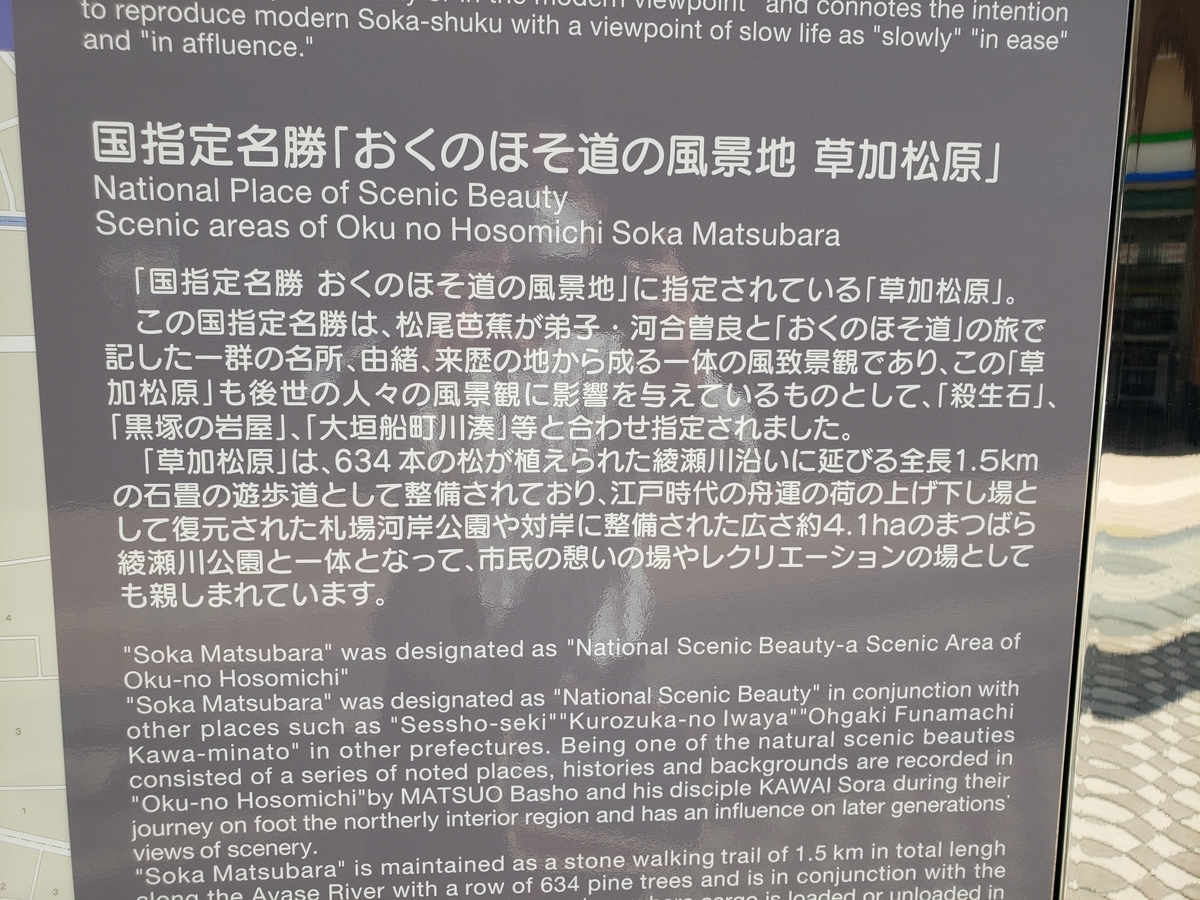 in the modern viewpoint" and connotes the intention
to reproduce modern Soka-shuku with a viewpoint of slow life as "slowly" "in ease"
and "in affluence."
国指定名勝「おくのほそ道の風景地 草加松原」
National Place of Scenic Beauty
Scenic areas of Oku no Hosomichi Soka Matsubara
「国指定名勝 おくのほそ道の風景地」に指定されている「草加松原」。
この国指定名勝は、松尾芭蕉が弟子・河合曽良と「おくのほそ道」の旅で
記した一群の名所、由緒、来歴の地から成る一体の風致景観であり、この「草
加松原」も後世の人々の風景観に影響を与えているものとして、「殺生石」、
「黒塚の岩屋」、「大垣船町川湊」等と合わせ指定されました。
「草加松原」は、634本の松が植えられた綾瀬川沿いに延びる全長1.5km
の石畳の遊歩道として整備されており、江戸時代の舟運の荷の上げ下し場と
して復元された札場河岸公園や対岸に整備された広さ約4.1haのまつばら
綾瀬川公園と一体となって、市民の憩いの場やレクリエーションの場として
も親しまれています。
"Soka Matsubara" was designated as "National Scenic Beauty-a Scenic Area of
Oku-no Hosomichi"
"Soka Matsubara" was designated as "National Scenic Beauty" in conjunction with
other places such as "Sessho-seki""Kurozuka-no Iwaya""Ohgaki Funamachi
Kawa-minato" in other prefectures. Being one of the natural scenic beauties
consisted of a series of noted places, histories and backgrounds are recorded in
"Oku-no Hosomichi"by MATSUO Basho and his disciple KAWAI Sora during their
journey on foot the northerly interior region and has an influence on later generations'
views of scenery.
"Soka Matsubara" is maintained as a stone walking trail of 1.5 km in total lengh
along the Ayase River with a row of 634 pine trees and is in conjunction with the
where cargo is loaded or unloaded in
4
3
1
2
3